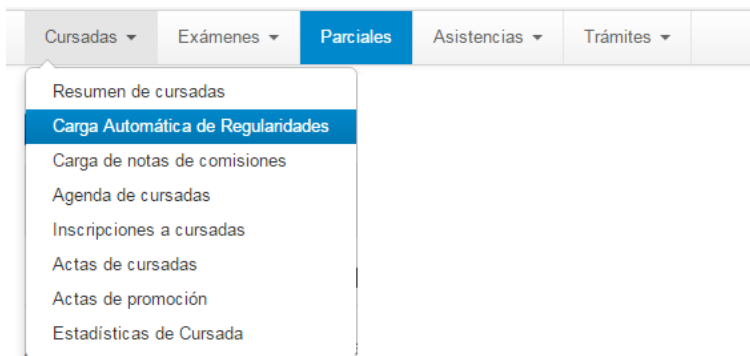 Cursadas Exámenes Parciales Asistencias Trámites
Resumen de cursadas
Carga Automática de Regularidades
Carga de notas de comisiones
Agenda de cursadas
Inscripciones a cursadas
Actas de cursadas
Actas de promoción
Estadísticas de Cursada